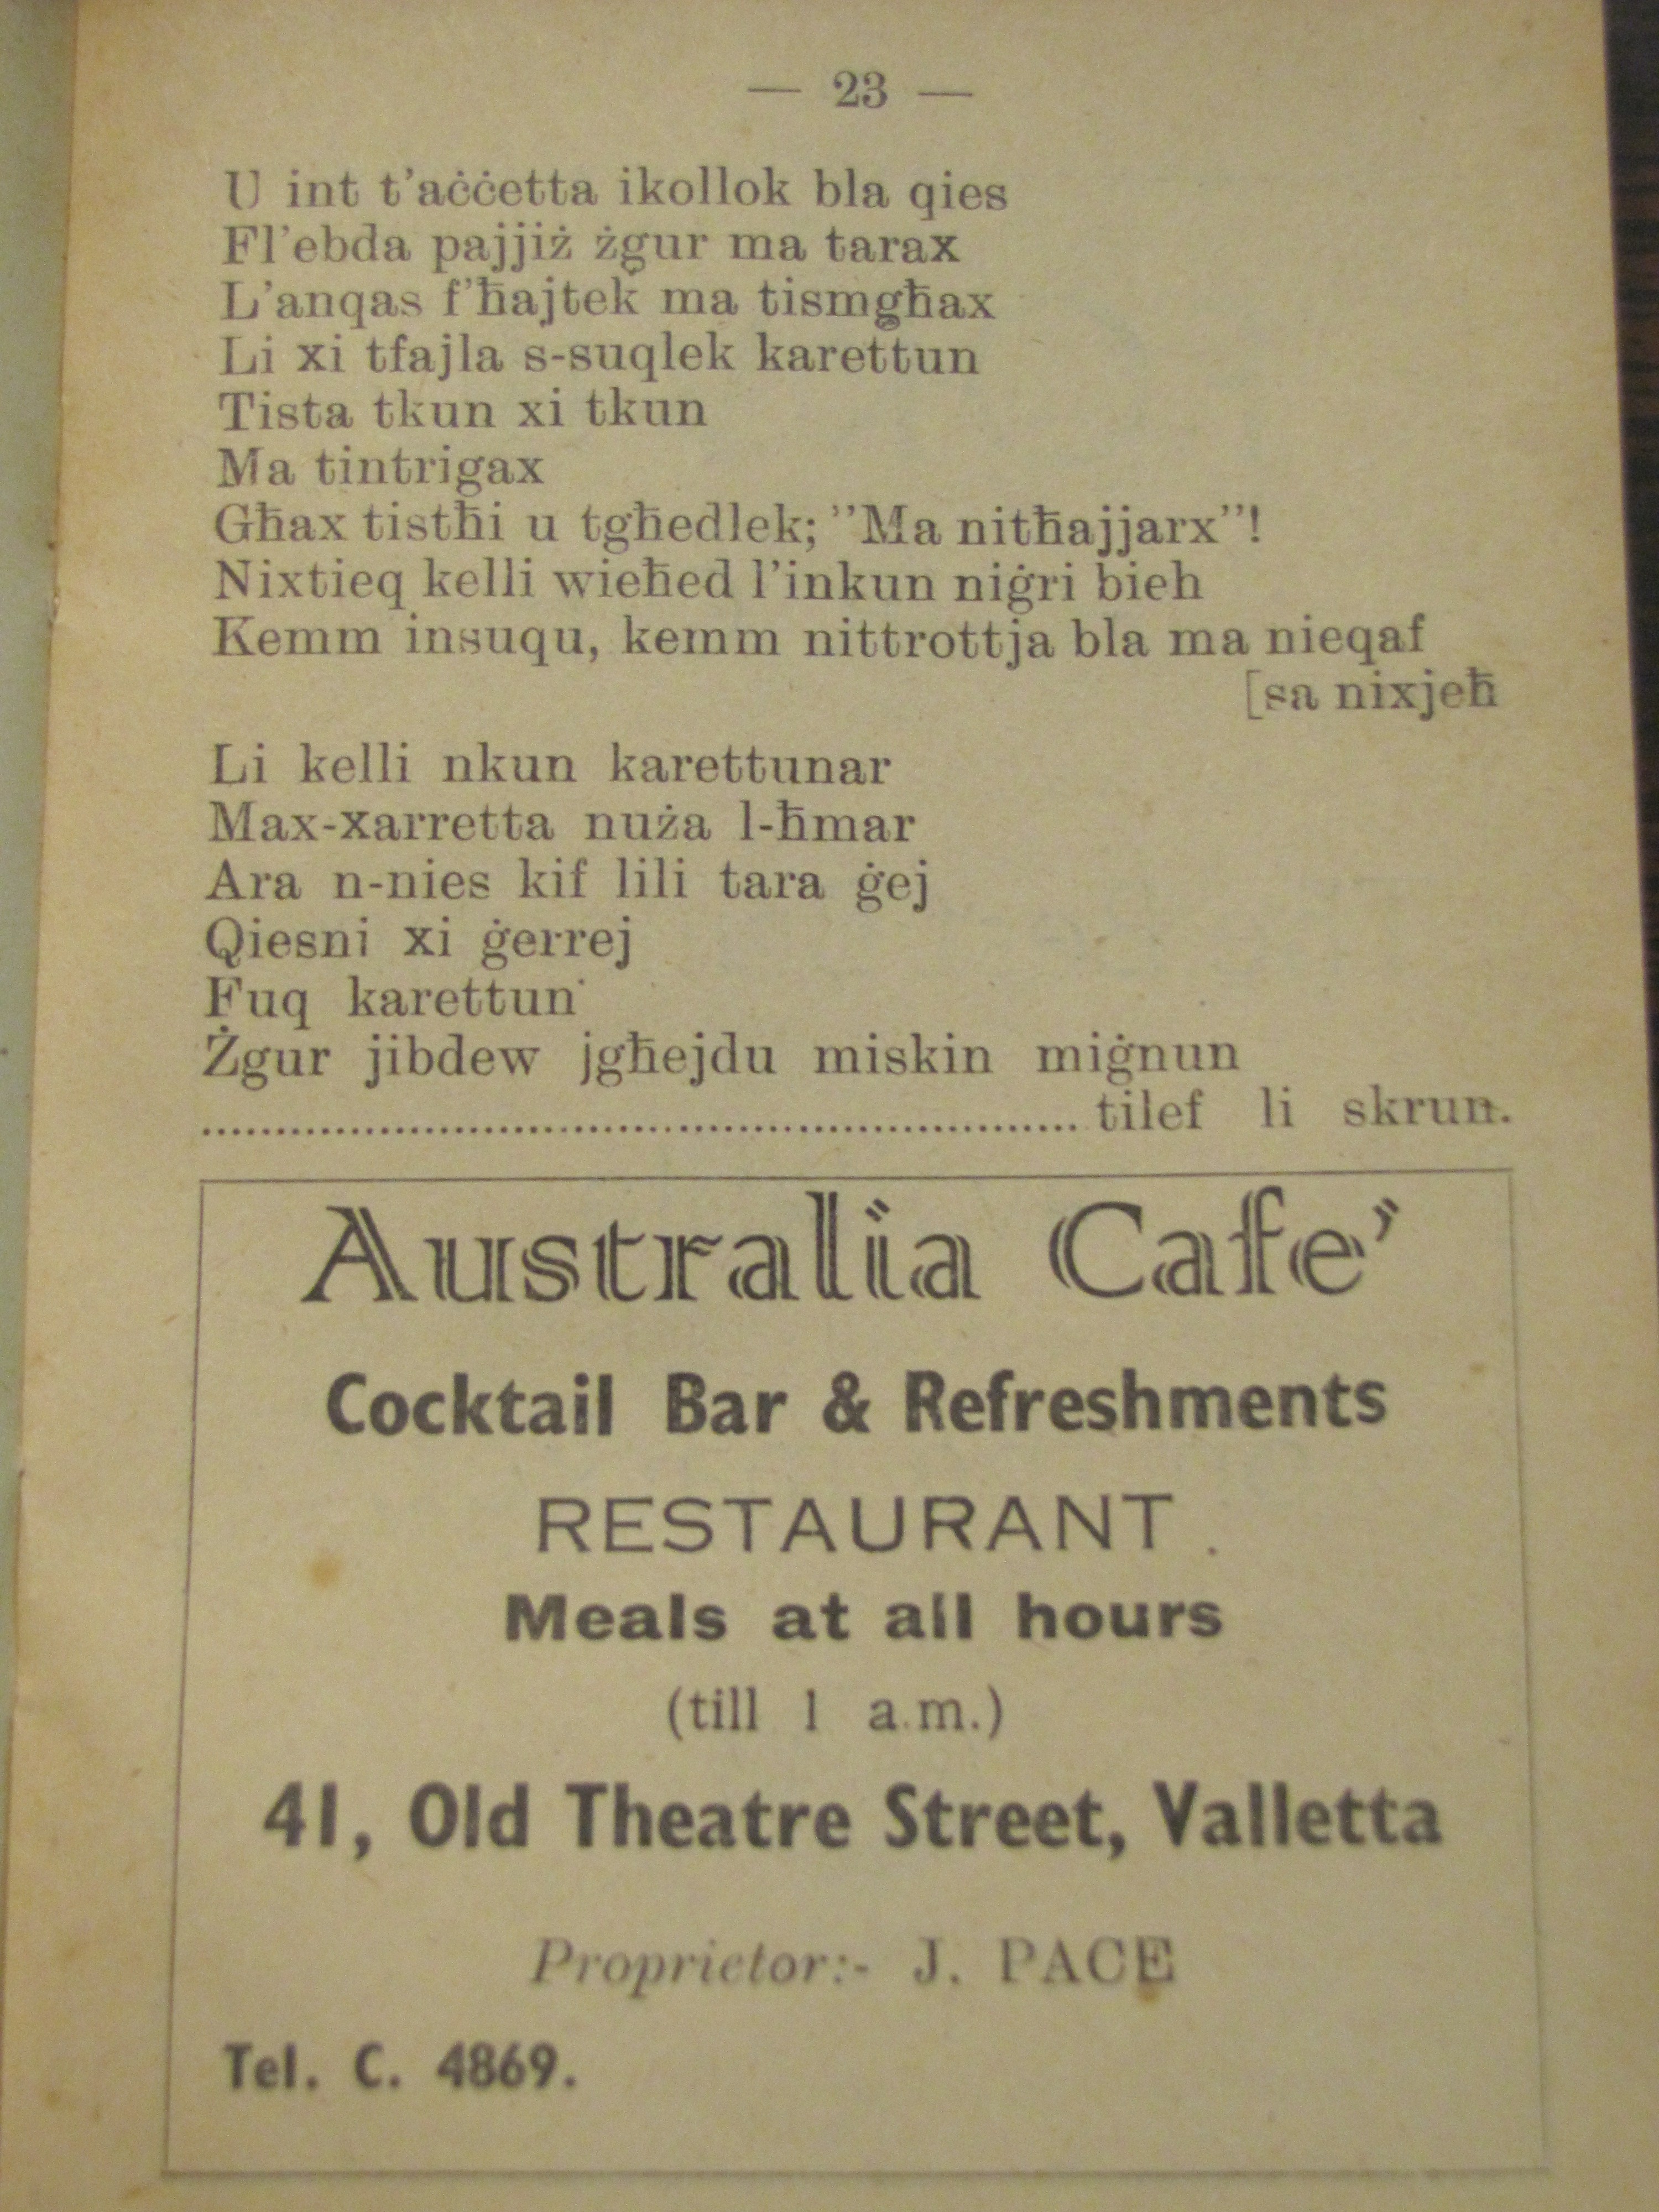 — 23 —
U int t'aċċetta ikollok bla qies
Fl'ebda pajjiż żgur ma tarax
L'anqas f'ħajtek ma tismgħax
Li xi tfajla s-suqlek karettun
Tista tkun xi tkun
Ma tintrigax
Għax tistħi u tgħedlek; "Ma nitħajjarx"!
Nixtieq kelli wieħed l'inkun niġri bieh
Kemm insuqu, kemm nittrottja bla ma nieqaf
[sa nixjeħ
Li kelli nkun karettunar
Max-xarretta nuża l-ħmar
Ara n-nies kif lili tara ġej
Qiesni xi ġerrej
Fuq karettun
Żgur jibdew jgħejdu miskin miġnun
............................................................ tilef li skrun.
Australia Cafe'
Cocktail Bar & Refreshments
RESTAURANT.
Meals at all hours
(till 1 a.m.)
41, Old Theatre Street, Valletta
Proprietor:- J. PACE
Tel. C. 4869.